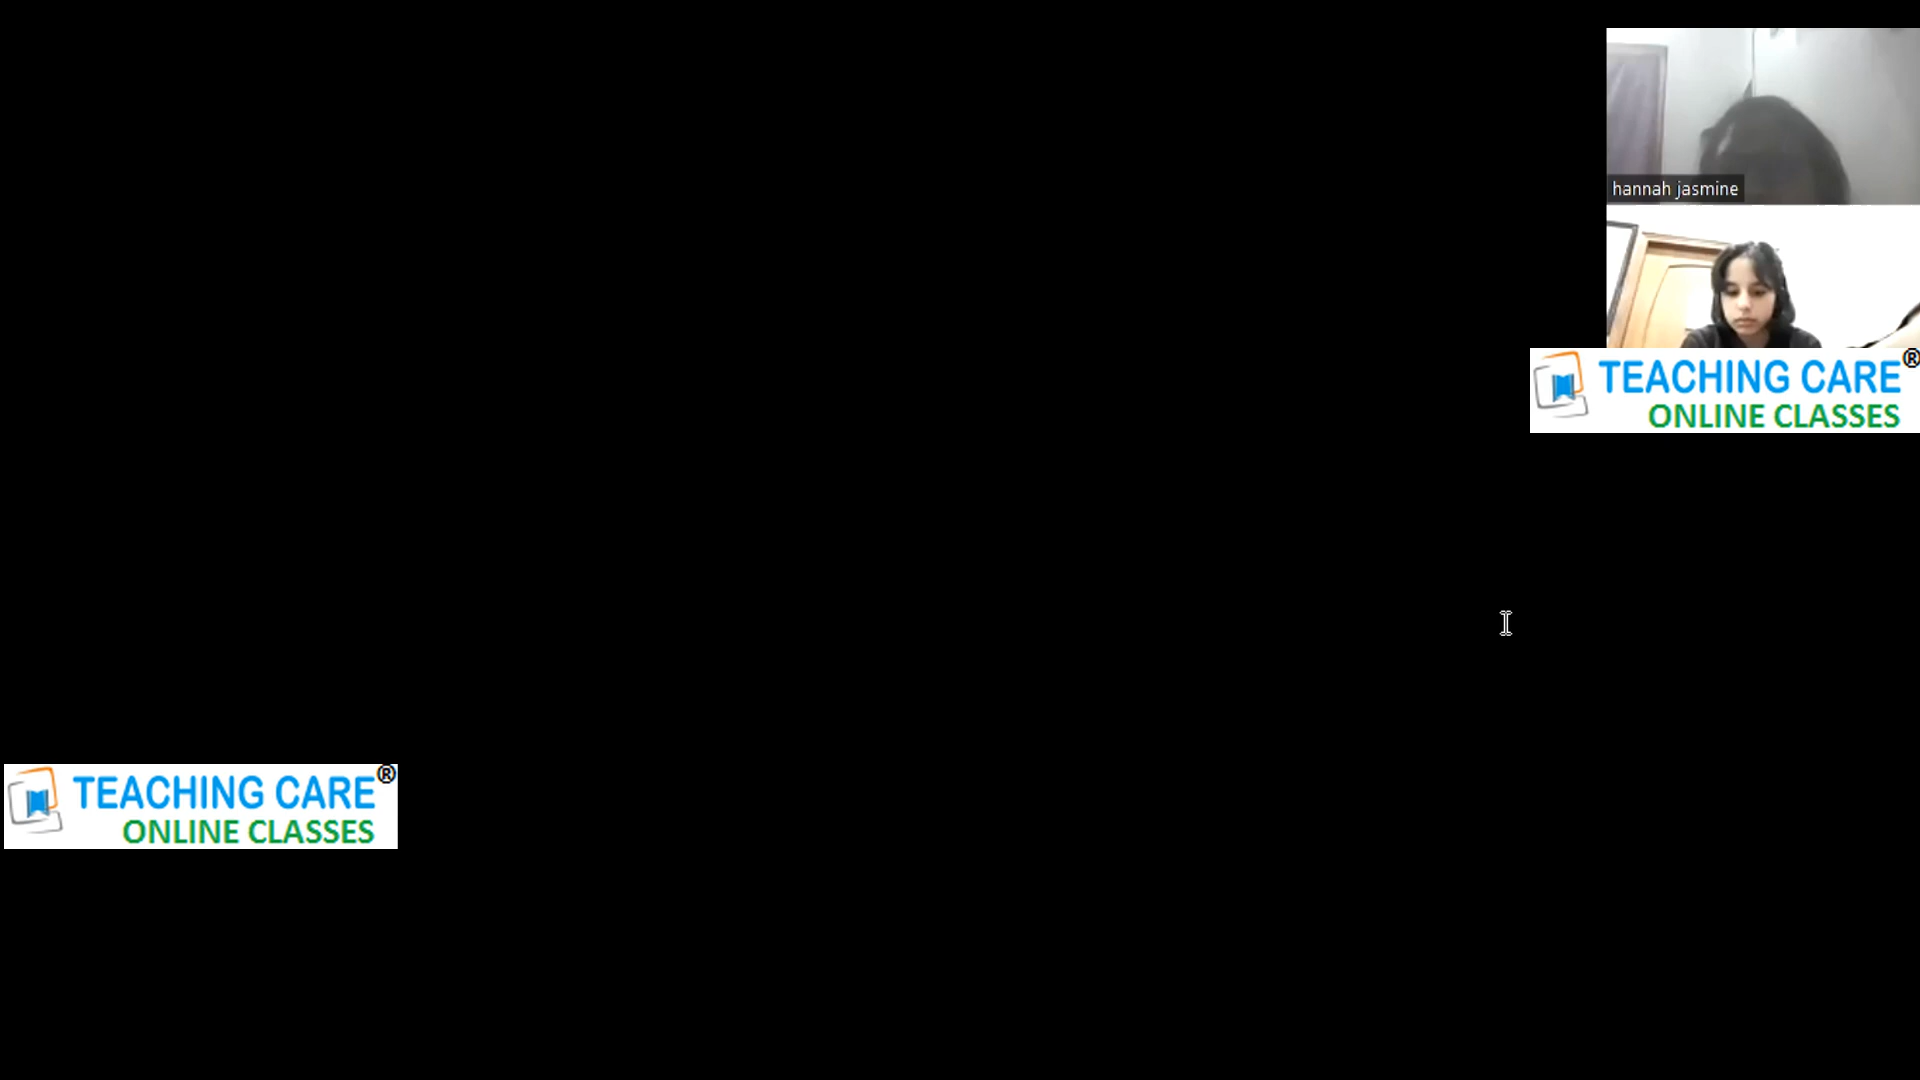 hannah jasmine
TEACHING CARE®
ONLINE CLASSES
TEACHING CARE®
ONLINE CLASSES